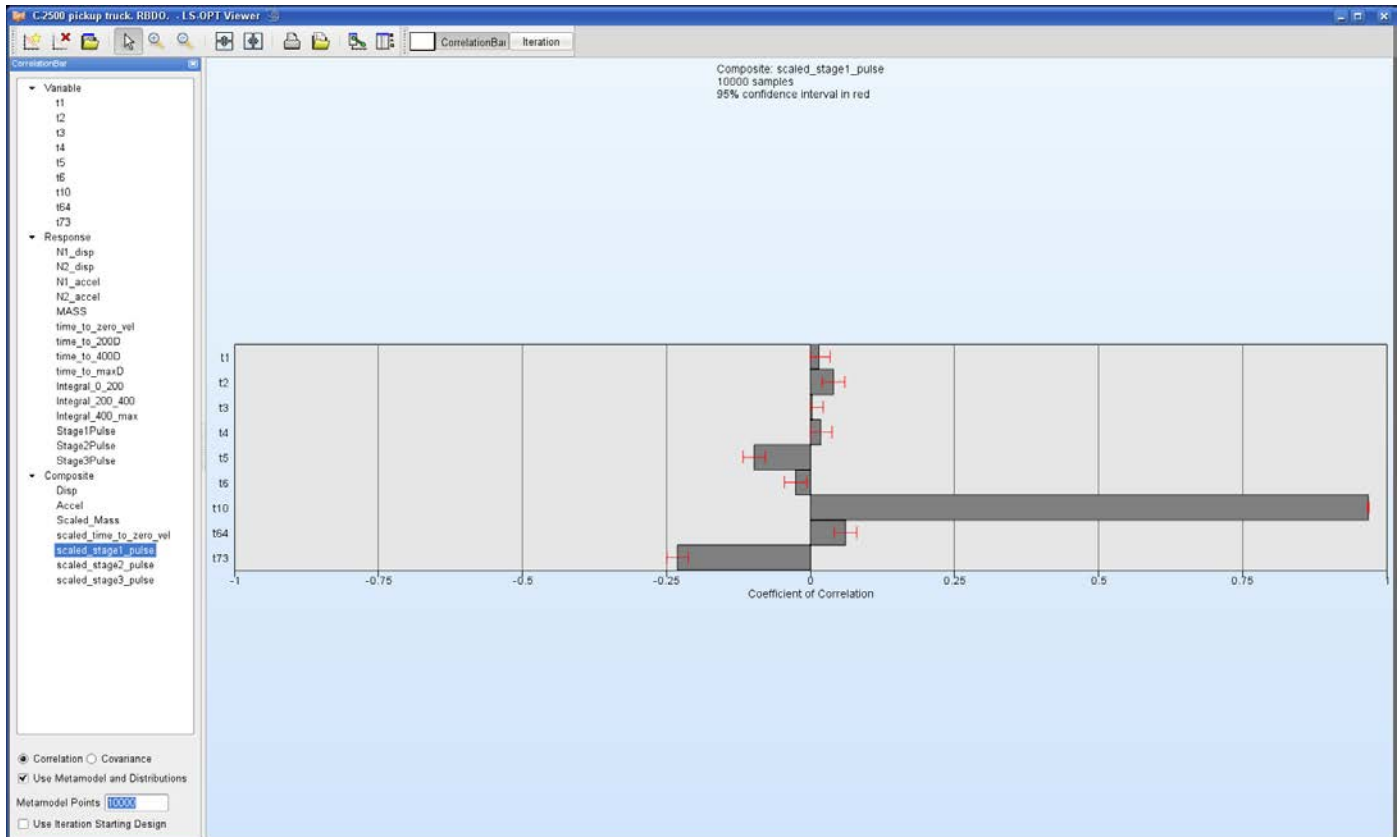 C-2500 pickup truck. RBDO. - LS-OPT Viewer
CorrelationBar Iteration
CorrelationBar
Variable
t1
t2
t3
t4
t5
t6
t10
t64
t73
Response
N1_disp
N2_disp
N1_accel
N2_accel
MASS
time_to_zero_vel
time_to_200D
time_to_400D
time_to_maxD
Integral_0_200
Integral_200_400
Integral_400_max
Stage1Pulse
Stage2Pulse
Stage3Pulse
Composite
Disp
Accel
Scaled_Mass
scaled_time_to_zero_vel
scaled_stage1_pulse
scaled_stage2_pulse
scaled_stage3_pulse
Correlation Covariance
Use Metamodel and Distributions
Metamodel Points 10000
Use Iteration Starting Design
Composite: scaled_stage1_pulse
10000 samples
95% confidence interval in red
t1
t2
t3
t4
t5
t6
t10
t64
t73
-1 -0.75 -0.5 -0.25 0 0.25 0.5 0.75 1
Coefficient of Correlation